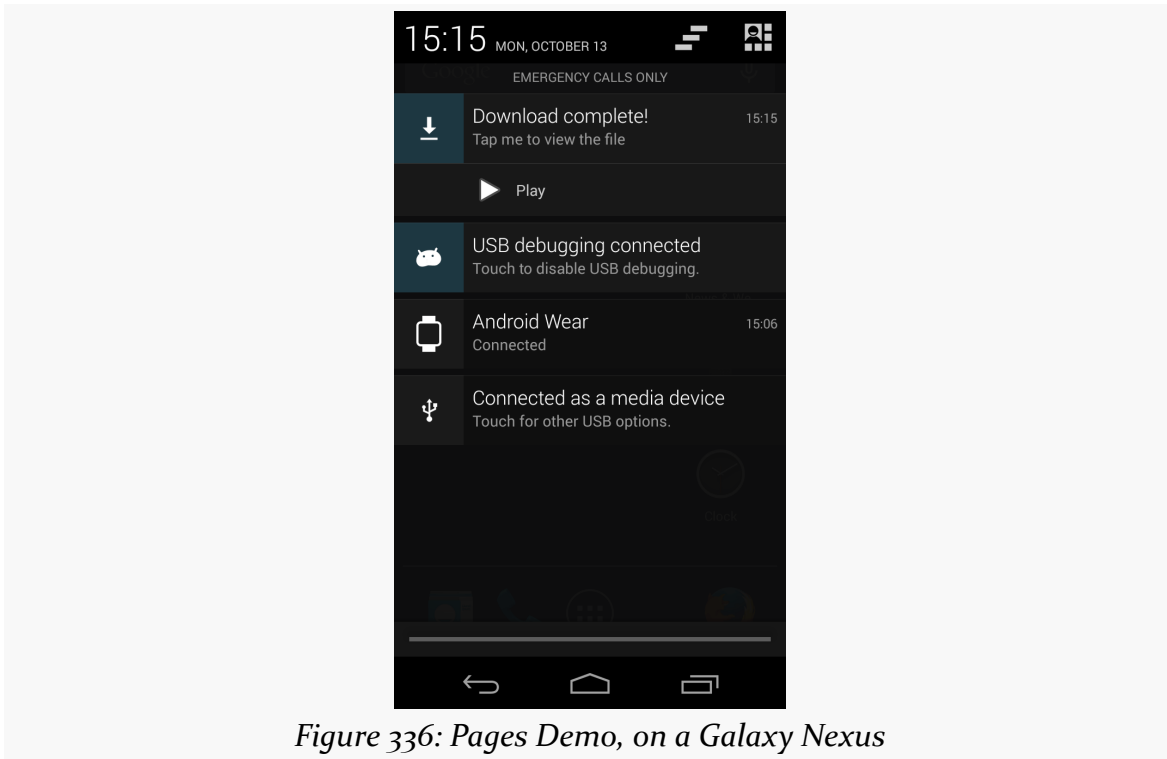 15:15 MON, OCTOBER 13
Google
EMERGENCY CALLS ONLY
Download complete! 15:15
Tap me to view the file
Play
USB debugging connected
Touch to disable USB debugging.
Android Wear 15:06
Connected
Connected as a media device
Touch for other USB options.
Clock
Figure 336: Pages Demo, on a Galaxy Nexus